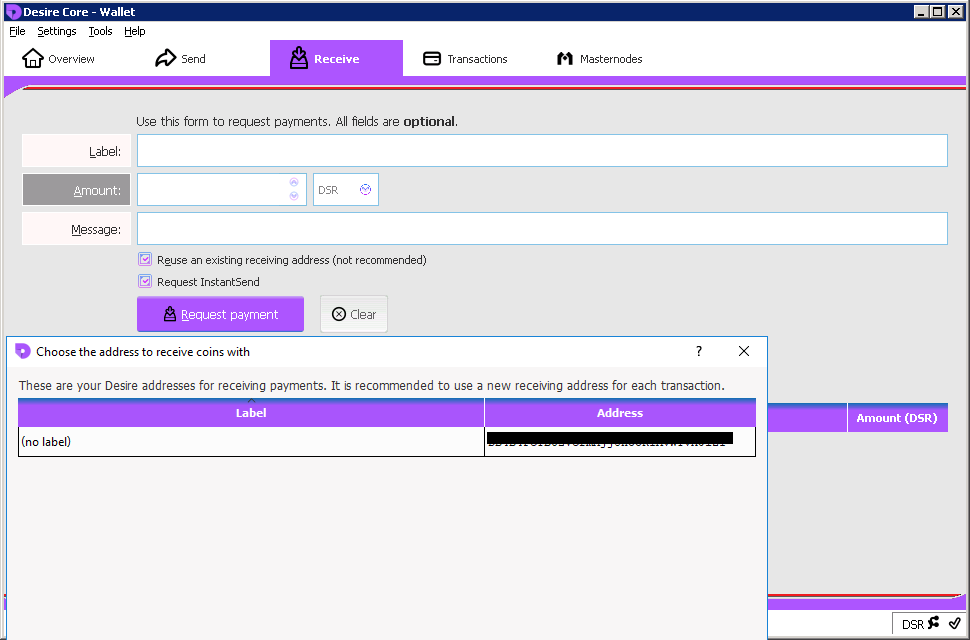 Desire Core - Wallet
File Settings Tools Help
Overview Send Receive Transactions Masternodes
Use this form to request payments. All fields are optional.
Label:
Amount: DSR
Message:
Reuse an existing receiving address (not recommended)
Request InstantSend
Request payment Clear
Choose the address to receive coins with ?
These are your Desire addresses for receiving payments. It is recommended to use a new receiving address for each transaction.
Label Address Amount (DSR)
(no label)
DSR